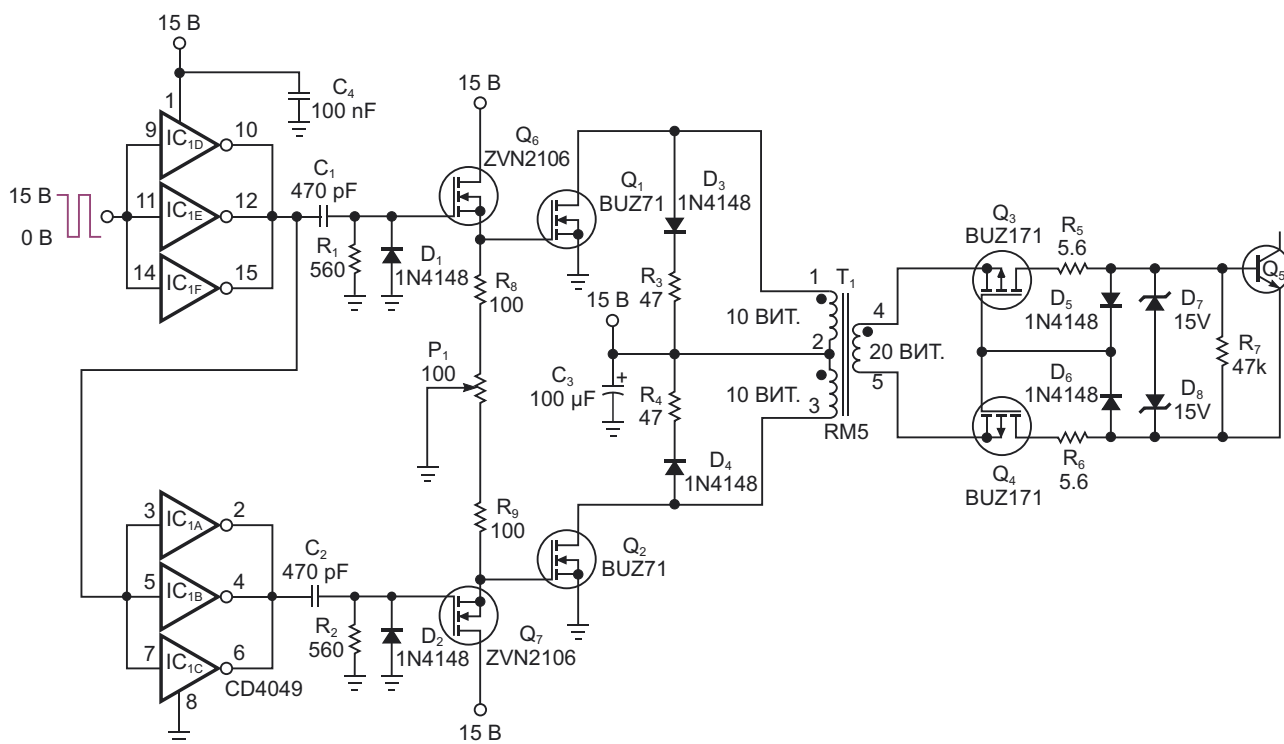 15 В
C4
100 nF
1
9
IC1D
10
11
IC1E
12
14
IC1F
15
15 В
0 В
C1
470 pF
R1
560
D1
1N4148
15 В
Q6
ZVN2106
Q1
BUZ71
R8
100
P1
100
R9
100
D3
1N4148
R3
47
15 В
C3
100 µF
+
R4
47
D4
1N4148
1
T1
10 ВИТ.
2
10 ВИТ.
3
RM5
4
20 ВИТ.
5
Q3
BUZ171
R5
5.6
D5
1N4148
D6
1N4148
D7
15V
D8
15V
R7
47k
Q5
R6
5.6
Q4
BUZ171
3
IC1A
2
5
IC1B
4
7
IC1C
6
CD4049
8
C2
470 pF
R2
560
D2
1N4148
Q7
ZVN2106
15 В
Q2
BUZ71